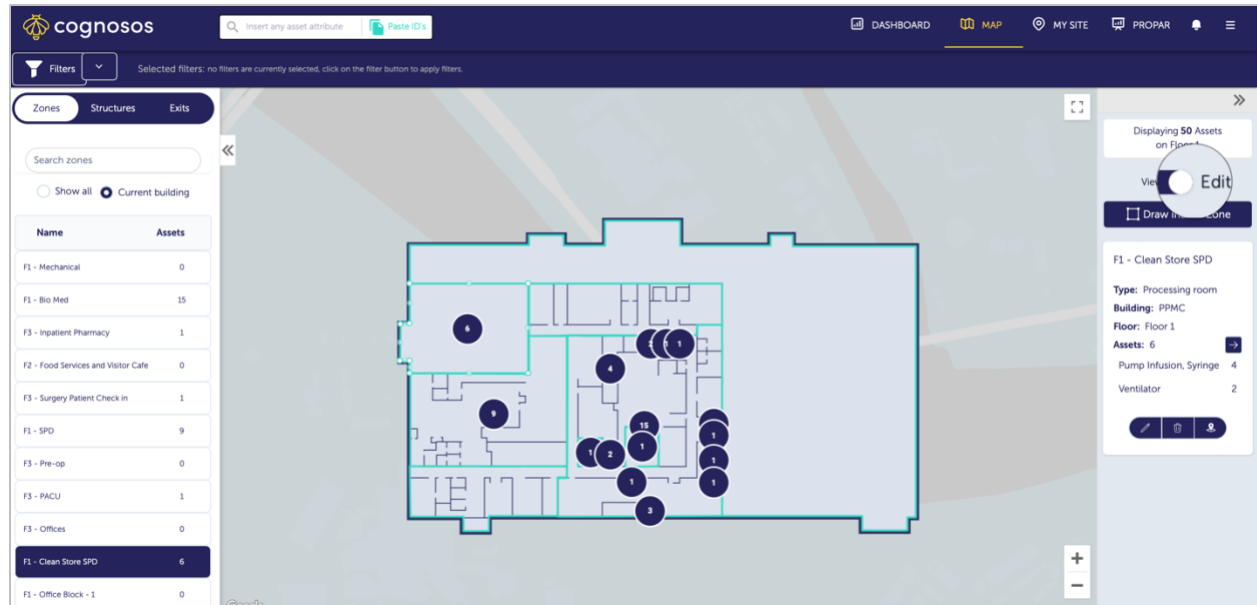 cognosos
Insert any asset attribute
Paste ID's
DASHBOARD
MAP
MY SITE
PROPAR
Filters
Selected filters: no filters are currently selected, click on the filter button to apply filters.
Zones Structures Exits
Search zones
Show all Current building
Name Assets
F1 - Mechanical 0
F1 - Bio Med 15
F3 - Inpatient Pharmacy 1
F2 - Food Services and Visitor Cafe 0
F3 - Surgery Patient Check in 1
F1 - SPD 9
F3 - Pre-op 0
F3 - PACU 1
F3 - Offices 0
F1 - Clean Store SPD 6
F1 - Office Block - 1 0
6
2 1
4
9
15
1
1
1 2 1
1
1 1
3
Displaying 50 Assets
on
Edit
Draw
F1 - Clean Store SPD
Type: Processing room
Building: PPMC
Floor: Floor 1
Assets: 6
Pump Infusion, Syringe 4
Ventilator 2